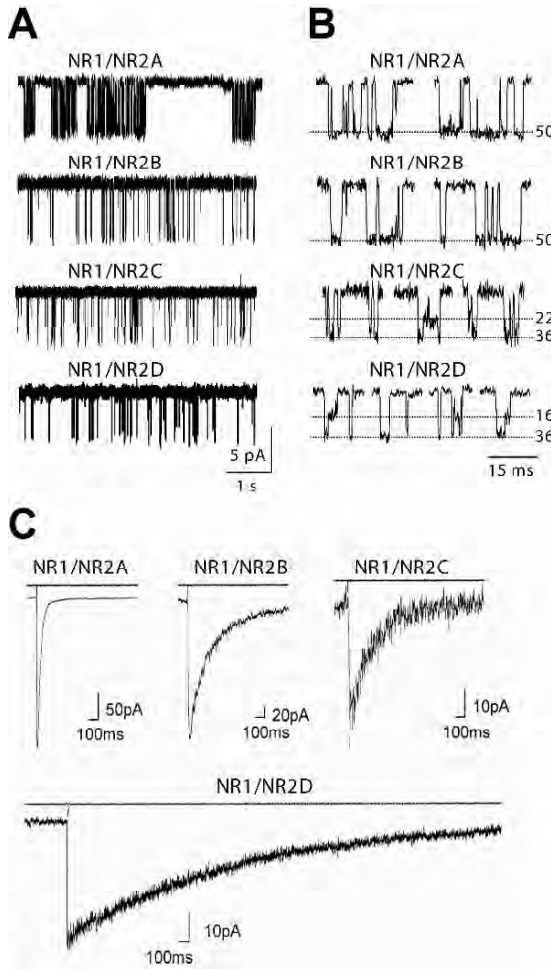 A
B
NR1/NR2A
NR1/NR2A
50
NR1/NR2B
NR1/NR2B
50
NR1/NR2C
NR1/NR2C
22
36
NR1/NR2D
NR1/NR2D
16
36
5 pA
1 s
15 ms
C
NR1/NR2A
NR1/NR2B
NR1/NR2C
50pA
100ms
20pA
100ms
10pA
100ms
NR1/NR2D
10pA
100ms